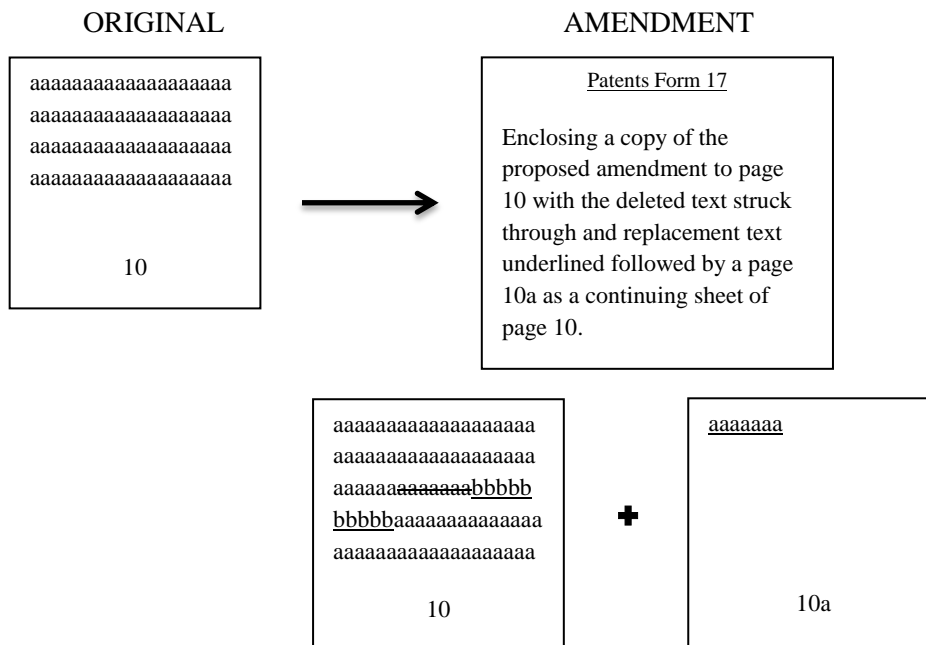 ORIGINAL
AMENDMENT
aaaaaaaaaaaaaaaaaaa
aaaaaaaaaaaaaaaaaaa
aaaaaaaaaaaaaaaaaaa
aaaaaaaaaaaaaaaaaaa
10
Patents Form 17
Enclosing a copy of the
proposed amendment to page
10 with the deleted text struck
through and replacement text
underlined followed by a page
10a as a continuing sheet of
page 10.
aaaaaaaaaaaaaaaaaaa
aaaaaaaaaaaaaaaaaaa
aaaaaaaaaaaaabbbbb
bbbbbaaaaaaaaaaaaaa
aaaaaaaaaaaaaaaaaaa
10
aaaaaaa
10a